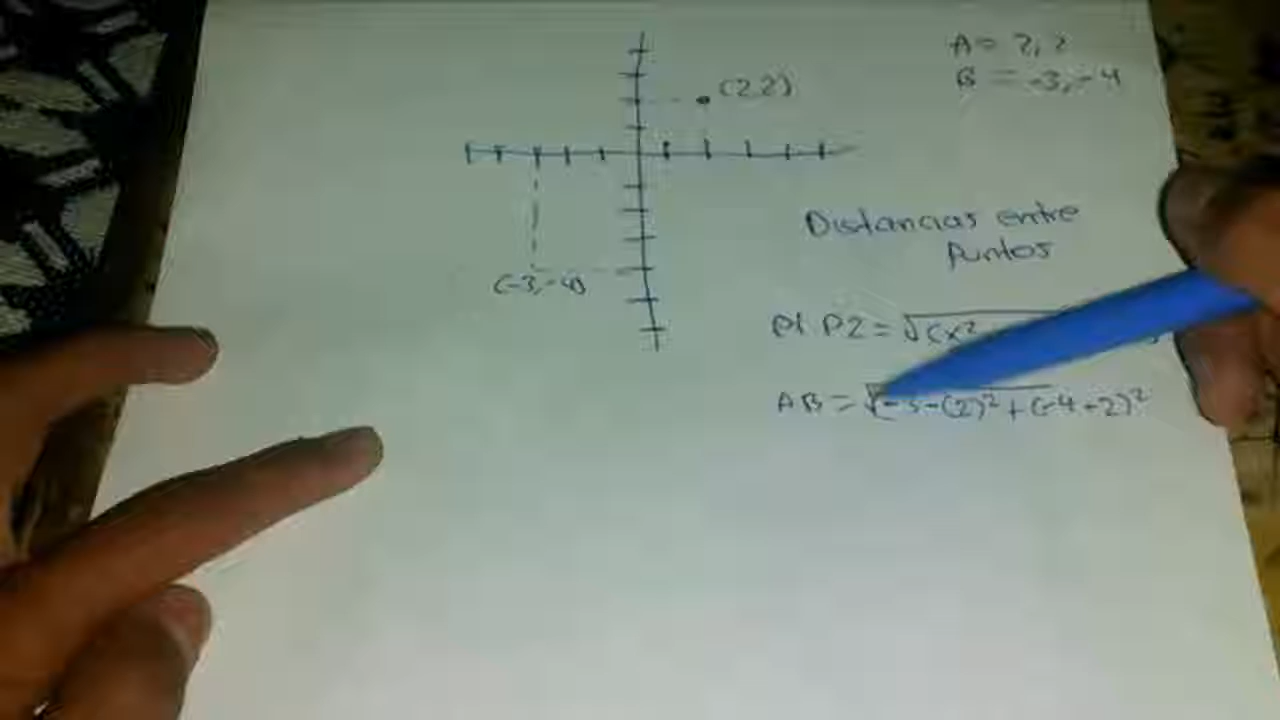 A = 2,2
B = -3,-4
(2,2)
Distancias entre
Puntos
(-3,-4)
P1 P2 = √(x²
AB = √(-3-(2)²+(-4-2)²